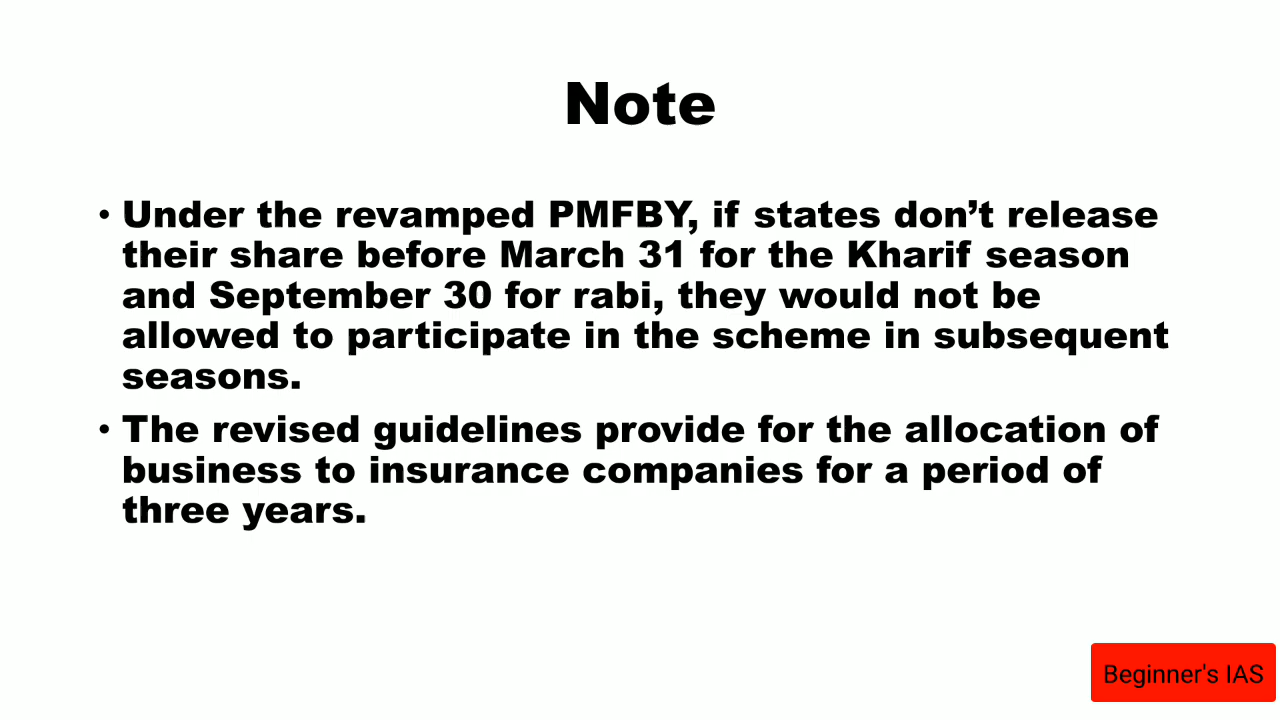 Note
• Under the revamped PMFBY, if states don’t release
their share before March 31 for the Kharif season
and September 30 for rabi, they would not be
allowed to participate in the scheme in subsequent
seasons.
• The revised guidelines provide for the allocation of
business to insurance companies for a period of
three years.
Beginner's IAS